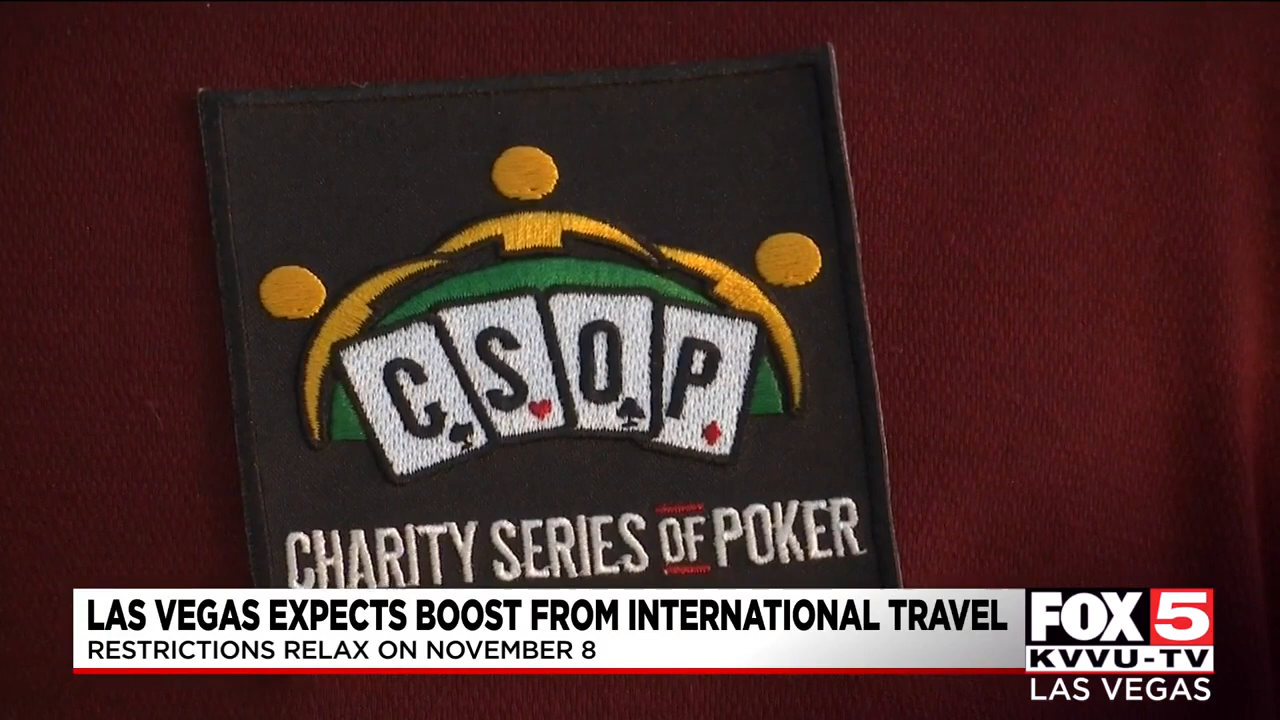 CSOP
CHARITY SERIES OF POKER
LAS VEGAS EXPECTS BOOST FROM INTERNATIONAL TRAVEL
RESTRICTIONS RELAX ON NOVEMBER 8
FOX 5
KVVU-TV
LAS VEGAS